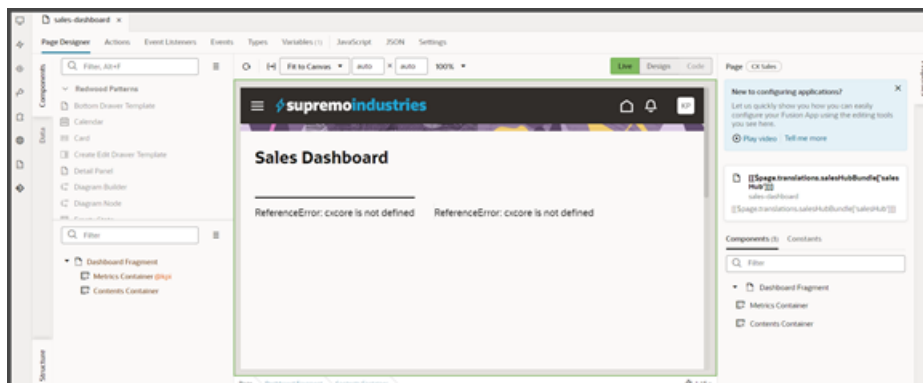 sales-dashboard ×
Page Designer Actions Event Listeners Events Types Variables (1) JavaScript JSON Settings
Components
Data
Structure
Filter, Alt+F
Redwood Patterns
Bottom Drawer Template
Calendar
Card
Create Edit Drawer Template
Detail Panel
Diagram Builder
Diagram Node
Filter
Dashboard Fragment
Metrics Container @kpi
Contents Container
Fit to Canvas auto × auto 100%
Live Design Code
supremoindustries
KP
Sales Dashboard
ReferenceError: cxcore is not defined ReferenceError: cxcore is not defined
Page CX Sales
New to configuring applications? ×
Let us quickly show you how you can easily
configure your Fusion App using the editing tools
you see here.
Play video Tell me more
[[$page.translations.salesHubBundle['sales
Hub']]]
sales-dashboard
[[$page.translations.salesHubBundle['salesHub']]]
Components (3) Constants
Filter
Dashboard Fragment
Metrics Container
Contents Container